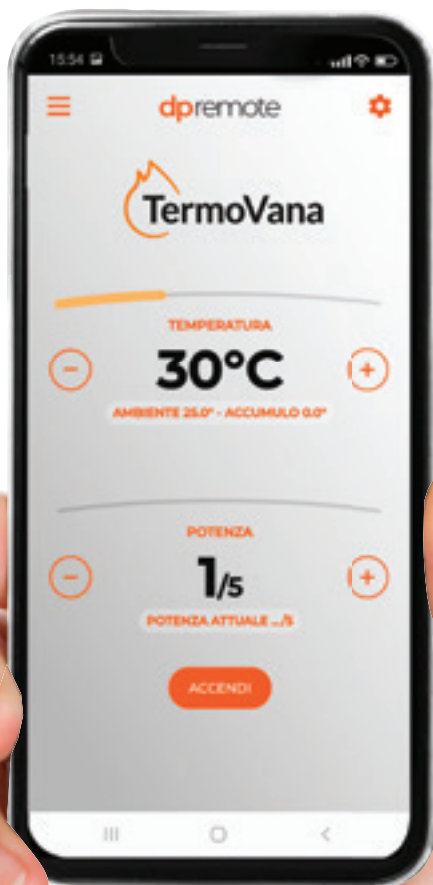 15:54
dpremote
TermoVana
TEMPERATURA
30°C
AMBIENTE 25.0° - ACCUMULO 0.0°
POTENZA
1/5
POTENZA ATTUALE .../5
ACCENDI